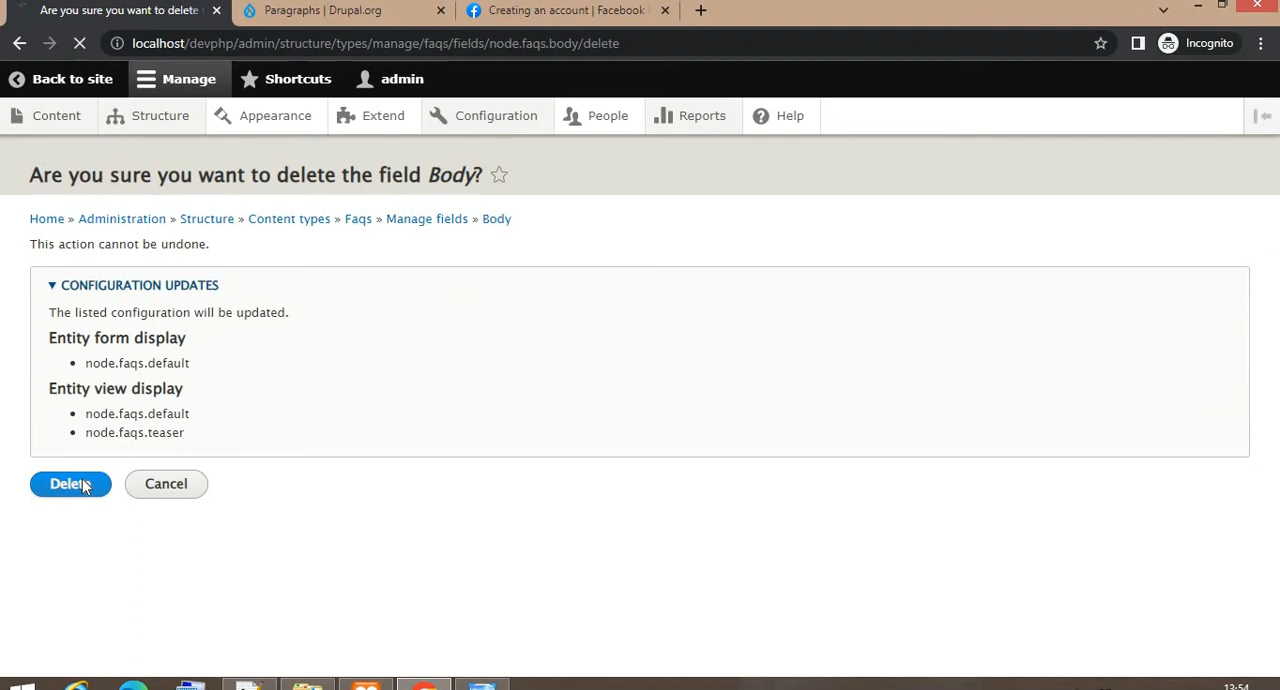 Are you sure you want to delete
Paragraphs | Drupal.org
Creating an account | Facebook
localhost/devphp/admin/structure/types/manage/faqs/fields/node.faqs.body/delete
Incognito
Back to site
Manage
Shortcuts
admin
Content
Structure
Appearance
Extend
Configuration
People
Reports
Help
Are you sure you want to delete the field Body?
Home » Administration » Structure » Content types » Faqs » Manage fields » Body
This action cannot be undone.
CONFIGURATION UPDATES
The listed configuration will be updated.
Entity form display
node.faqs.default
Entity view display
node.faqs.default
node.faqs.teaser
Delete
Cancel
13:54